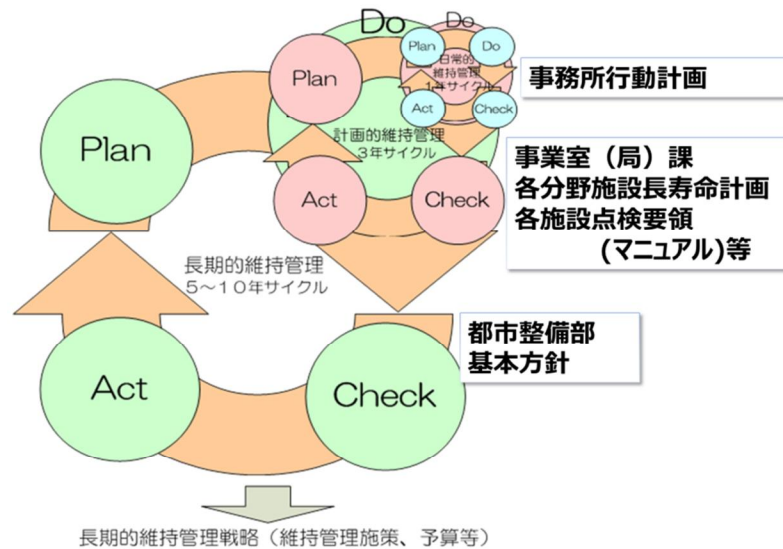 Do
Do
Plan
Do
日常的
維持管理
1年サイクル
Act
Check
Plan
計画的維持管理
3年サイクル
Act
Check
Plan
長期的維持管理
5～10年サイクル
Act
Check
長期的維持管理戦略（維持管理施策、予算等）
事務所行動計画
事業室（局）課
各分野施設長寿命計画
各施設点検要領
(マニュアル)等
都市整備部
基本方針